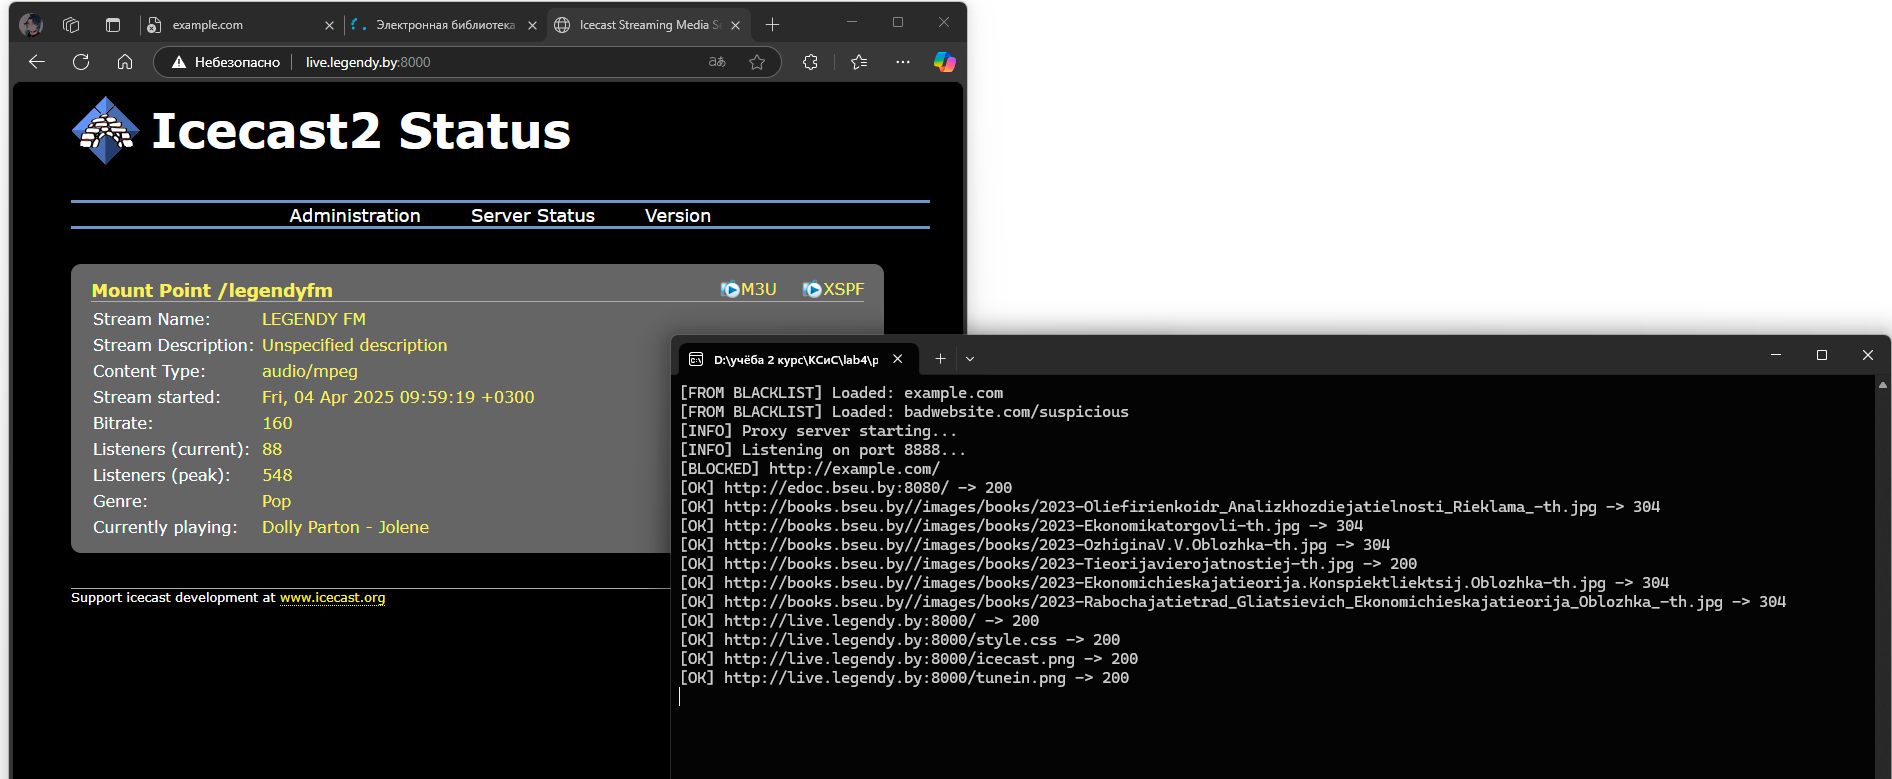 example.com
Электронная библиотека
Icecast Streaming Media S
Небезопасно
live.legendy.by:8000
Icecast2 Status
Administration Server Status Version
Mount Point /legendyfm
M3U XSPF
Stream Name: LEGENDY FM
Stream Description: Unspecified description
Content Type: audio/mpeg
Stream started: Fri, 04 Apr 2025 09:59:19 +0300
Bitrate: 160
Listeners (current): 88
Listeners (peak): 548
Genre: Pop
Currently playing: Dolly Parton - Jolene
Support icecast development at www.icecast.org
D:\учёба 2 курс\КСиС\lab4\p
[FROM BLACKLIST] Loaded: example.com
[FROM BLACKLIST] Loaded: badwebsite.com/suspicious
[INFO] Proxy server starting...
[INFO] Listening on port 8888...
[BLOCKED] http://example.com/
[OK] http://edoc.bseu.by:8080/ -> 200
[OK] http://books.bseu.by//images/books/2023-Oliefirienkoidr_Analizkhozdiejatielnosti_Rieklama_-th.jpg -> 304
[OK] http://books.bseu.by//images/books/2023-Ekonomikatorgovli-th.jpg -> 304
[OK] http://books.bseu.by//images/books/2023-OzhiginaV.V.Oblozhka-th.jpg -> 304
[OK] http://books.bseu.by//images/books/2023-Tieorijavierojatnostiej-th.jpg -> 200
[OK] http://books.bseu.by//images/books/2023-Ekonomichieskajatieorija.Konspiektliektsij.Oblozhka-th.jpg -> 304
[OK] http://books.bseu.by//images/books/2023-Rabochajatietrad_Gliatsievich_Ekonomichieskajatieorija_Oblozhka_-th.jpg -> 304
[OK] http://live.legendy.by:8000/ -> 200
[OK] http://live.legendy.by:8000/style.css -> 200
[OK] http://live.legendy.by:8000/icecast.png -> 200
[OK] http://live.legendy.by:8000/tunein.png -> 200